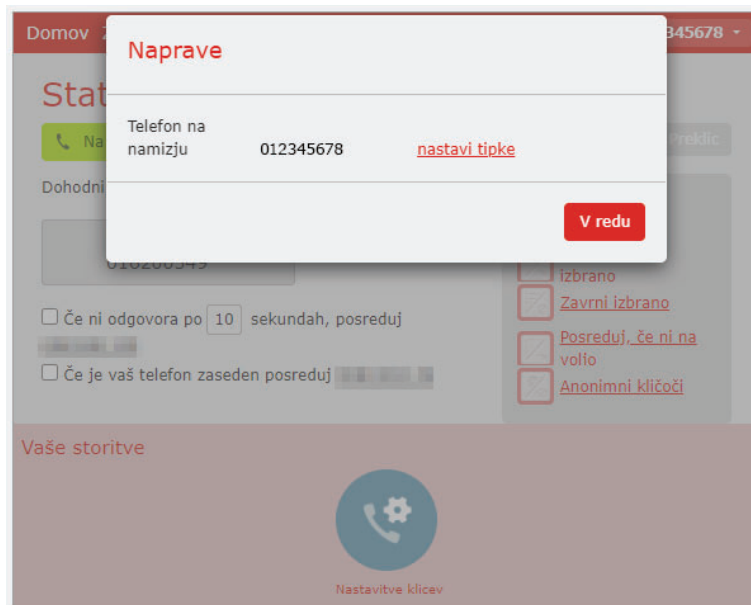 Domov
345678
Naprave
Stat
Telefon na
namizju
012345678
nastavi tipke
Na
Preklic
Dohodni
V redu
izbrano
Zavrni izbrano
Če ni odgovora po 10 sekundah, posreduj
Posreduj, če ni na
volio
Če je vaš telefon zaseden posreduj
Anonimni kličoči
Vaše storitve
Nastavitve klicev